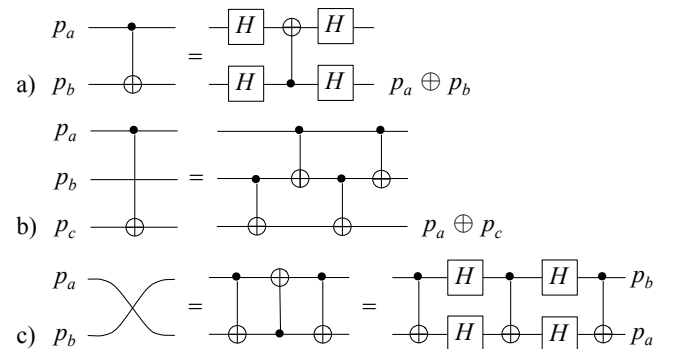 p_a H H
=
a) p_b H H p_a ⊕ p_b
p_a
p_b =
b) p_c p_a ⊕ p_c
p_a H H p_b
= =
c) p_b H H p_a